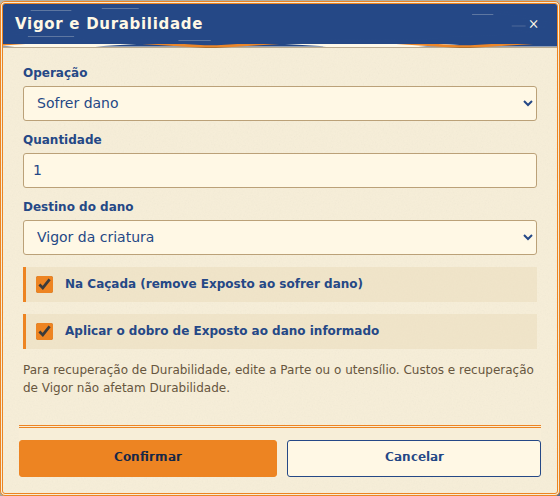 Vigor e Durabilidade ×
Operação
Sofrer dano
Quantidade
1
Destino do dano
Vigor da criatura
Na Caçada (remove Exposto ao sofrer dano)
Aplicar o dobro de Exposto ao dano informado
Para recuperação de Durabilidade, edite a Parte ou o utensílio. Custos e recuperação
de Vigor não afetam Durabilidade.
Confirmar Cancelar